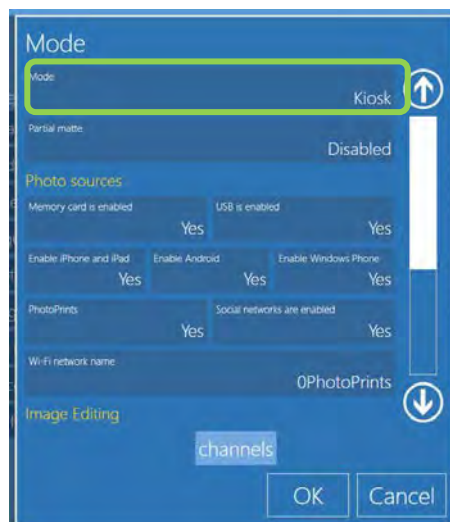 Mode
Mode
Kiosk
Partial matte
Disabled
Photo sources
Memory card is enabled
Yes
USB is enabled
Yes
Enable iPhone and iPad
Yes
Enable Android
Yes
Enable Windows Phone
Yes
PhotoPrints
Yes
Social networks are enabled
Yes
Wi-Fi network name
0PhotoPrints
Image Editing
channels
OK
Cancel